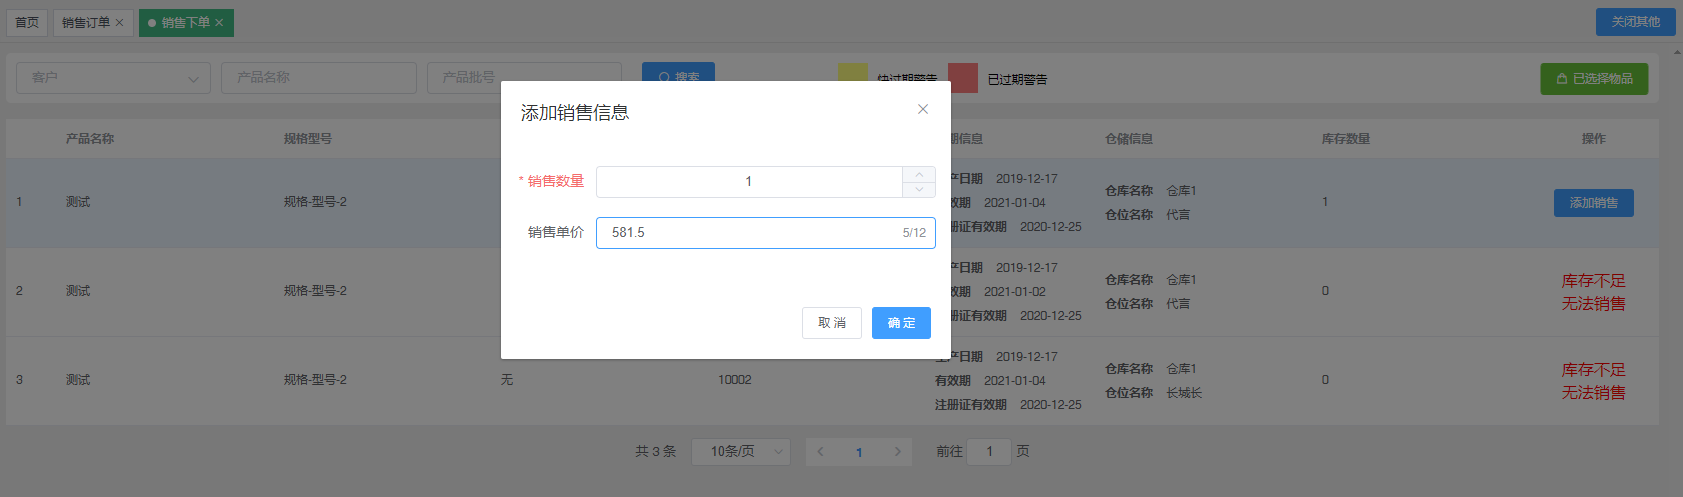 首页 销售订单 × 销售下单 × 关闭其他
客户 产品名称 产品批号 搜索 快过期警告 已过期警告 已选择物品
添加销售信息
* 销售数量 1
销售单价 581.5 5/12
取消 确定
产品名称 规格型号 期信息 仓储信息 库存数量 操作
1 测试 规格-型号-2 产日期 2019-12-17 仓库名称 仓库1 1 添加销售
效期 2021-01-04 仓位名称 代言
册证有效期 2020-12-25
2 测试 规格-型号-2 产日期 2019-12-17 仓库名称 仓库1 0 库存不足
效期 2021-01-02 仓位名称 代言 无法销售
册证有效期 2020-12-25
3 测试 规格-型号-2 无 10002 生产日期 2019-12-17 仓库名称 仓库1 0 库存不足
有效期 2021-01-04 仓位名称 长城长 无法销售
注册证有效期 2020-12-25
共 3 条 10条/页 1 前往 1 页